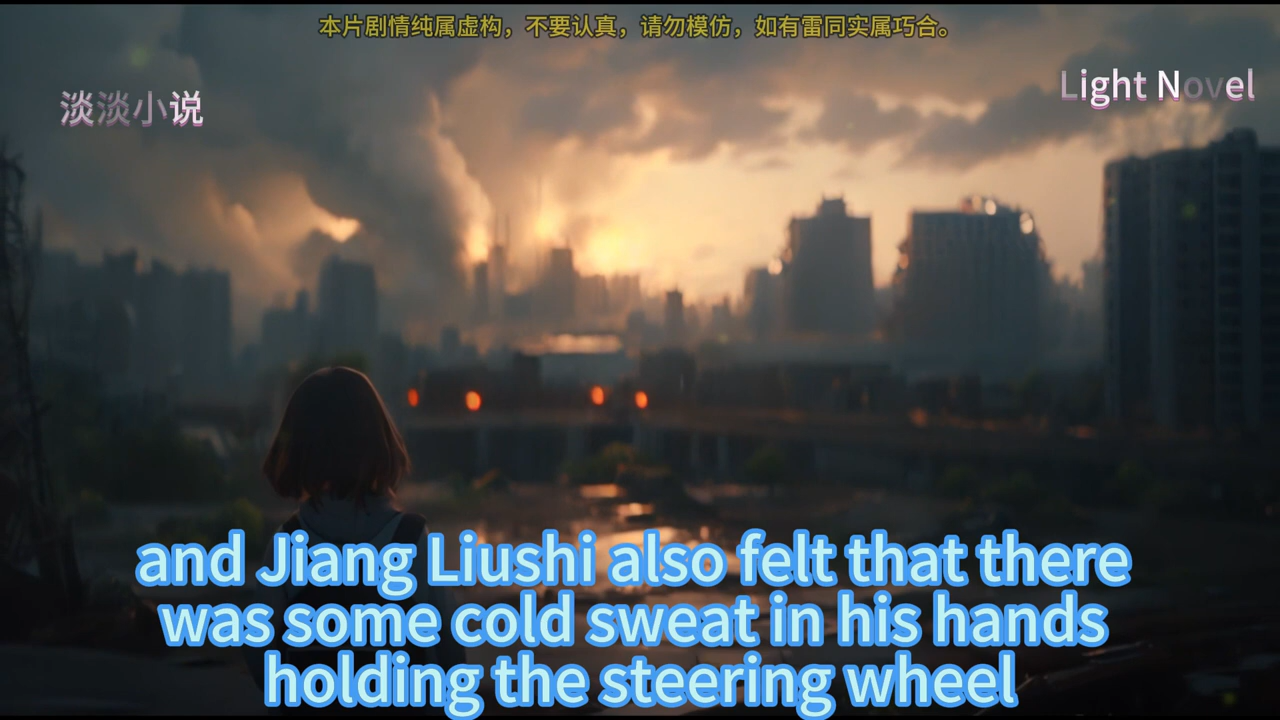 本片剧情纯属虚构，不要认真，请勿模仿，如有雷同实属巧合。
淡淡小说
Light Novel
and Jiang Liushi also felt that there
was some cold sweat in his hands
holding the steering wheel